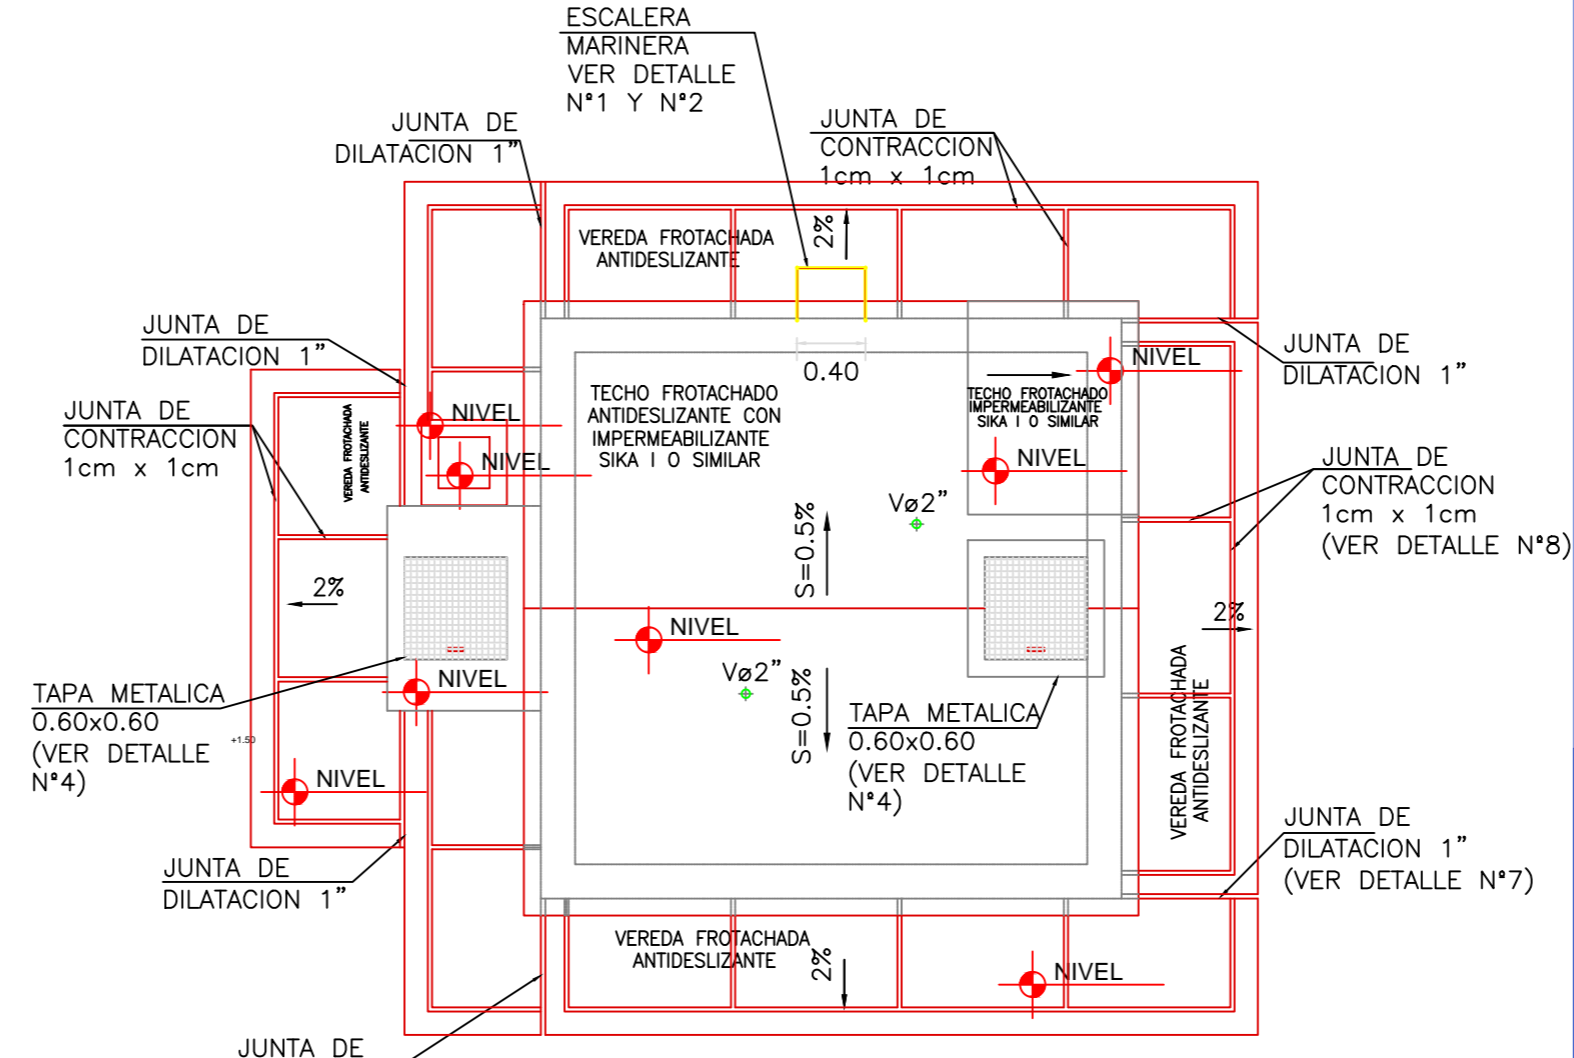 ESCALERA
MARINERA
VER DETALLE
N°1 Y N°2
JUNTA DE
DILATACION 1"
JUNTA DE
CONTRACCION
1cm x 1cm
VEREDA FROTACHADA
ANTIDESLIZANTE
2%
JUNTA DE
DILATACION 1"
JUNTA DE
DILATACION 1"
0.40
NIVEL
TECHO FROTACHADO
ANTIDESLIZANTE CON
IMPERMEABILIZANTE
SIKA I O SIMILAR
TECHO FROTACHADO
IMPERMEABILIZANTE
SIKA I O SIMILAR
JUNTA DE
CONTRACCION
1cm x 1cm
VEREDA FROTACHADA
ANTIDESLIZANTE
NIVEL
NIVEL
NIVEL
JUNTA DE
CONTRACCION
1cm x 1cm
(VER DETALLE N°8)
Vø2"
S=0.5%
2%
2%
NIVEL
Vø2"
S=0.5%
NIVEL
TAPA METALICA
0.60x0.60
(VER DETALLE
N°4)
+1.50
TAPA METALICA
0.60x0.60
(VER DETALLE
N°4)
VEREDA FROTACHADA
ANTIDESLIZANTE
NIVEL
JUNTA DE
DILATACION 1"
(VER DETALLE N°7)
JUNTA DE
DILATACION 1"
VEREDA FROTACHADA
ANTIDESLIZANTE
2%
NIVEL
JUNTA DE